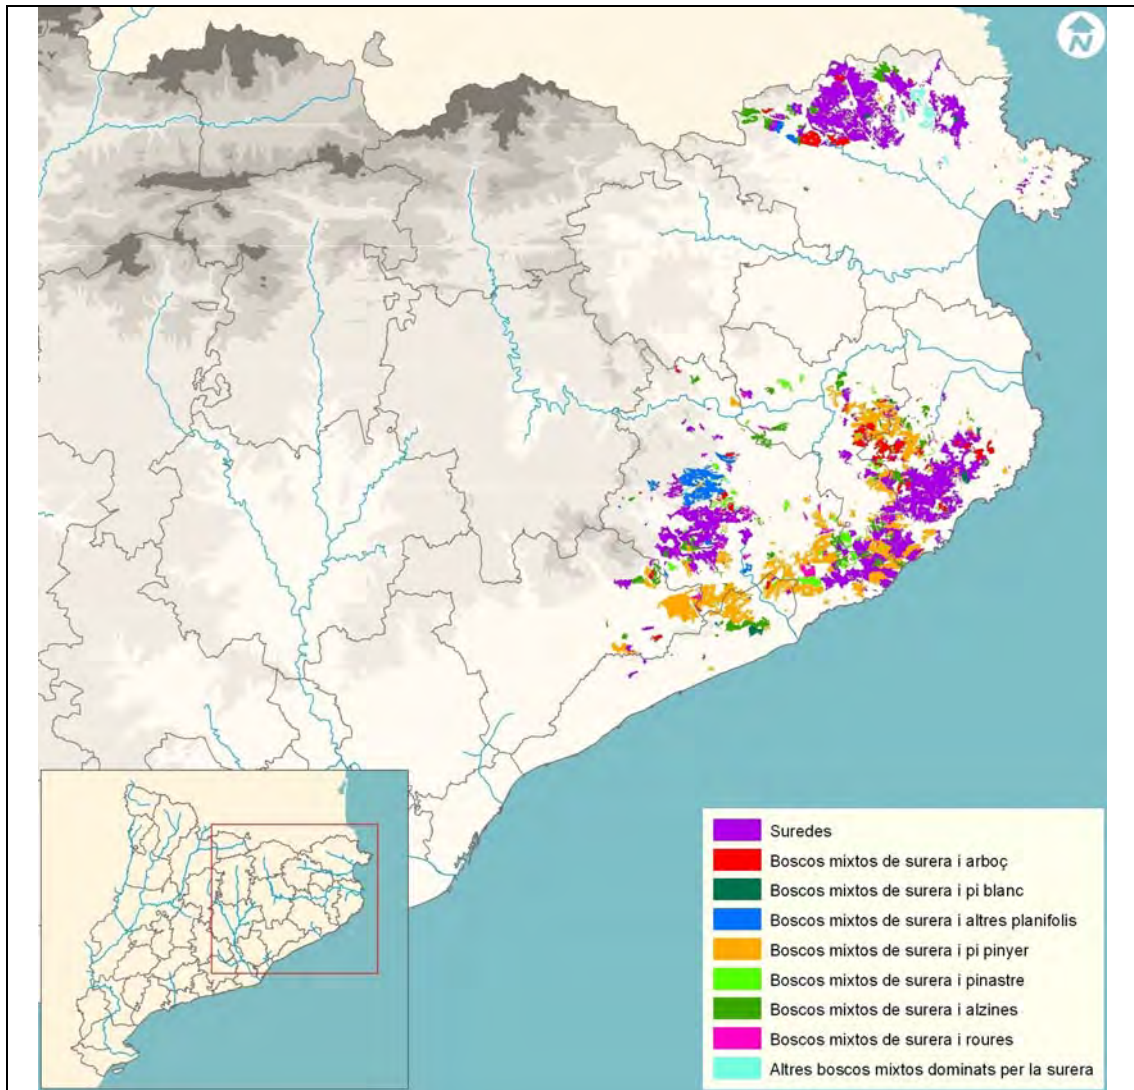 N
Suredes
Boscos mixtos de surera i arboç
Boscos mixtos de surera i pi blanc
Boscos mixtos de surera i altres planifolis
Boscos mixtos de surera i pi pinyer
Boscos mixtos de surera i pinastre
Boscos mixtos de surera i alzines
Boscos mixtos de surera i roures
Altres boscos mixtos dominats per la surera